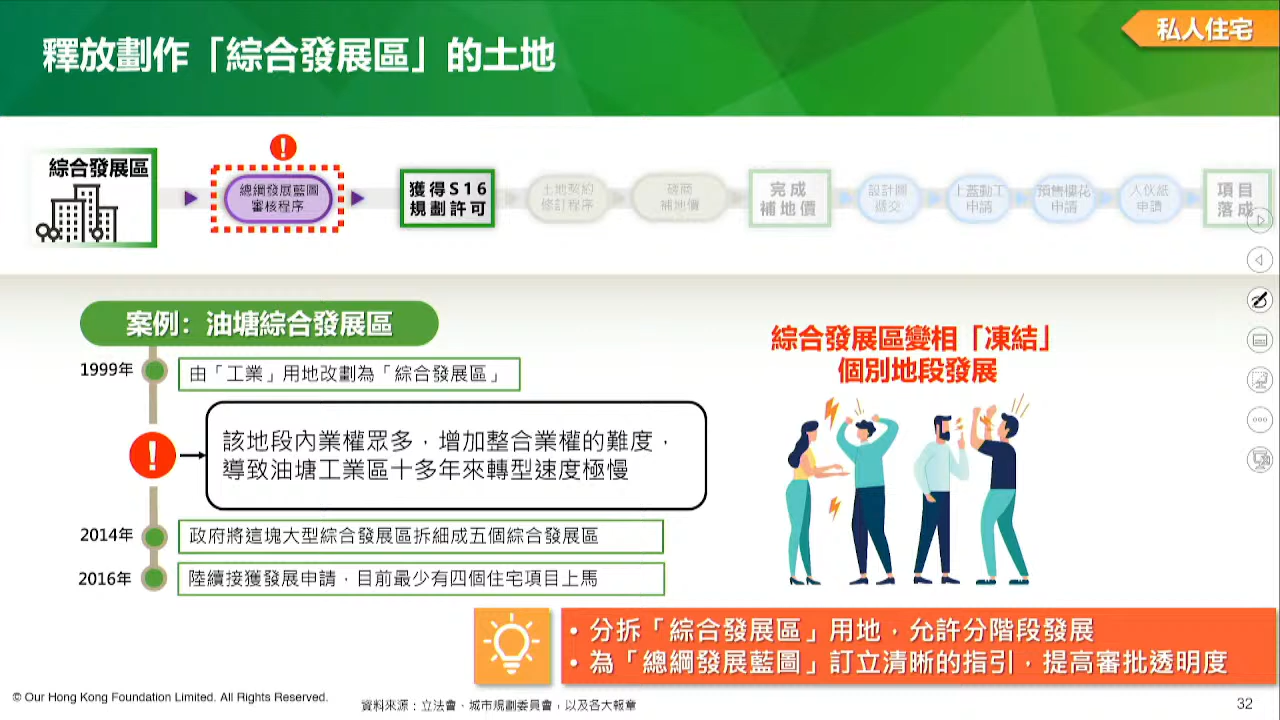 釋放劃作「綜合發展區」的土地
私人住宅
綜合發展區
!
總綱發展藍圖
審核程序
獲得S16
規劃許可
土地契約
修訂程序
磋商
補地價
完成
補地價
設計圖
遞交
上蓋動工
申請
預售樓花
申請
入伙紙
申請
項目
落成
案例：油塘綜合發展區
1999年
由「工業」用地改劃為「綜合發展區」
!
該地段內業權眾多，增加整合業權的難度，
導致油塘工業區十多年來轉型速度極慢
2014年
政府將這塊大型綜合發展區拆細成五個綜合發展區
2016年
陸續接獲發展申請，目前最少有四個住宅項目上馬
綜合發展區變相「凍結」
個別地段發展
• 分拆「綜合發展區」用地，允許分階段發展
• 為「總綱發展藍圖」訂立清晰的指引，提高審批透明度
© Our Hong Kong Foundation Limited. All Rights Reserved.
資料來源：立法會、城市規劃委員會，以及各大報章
32